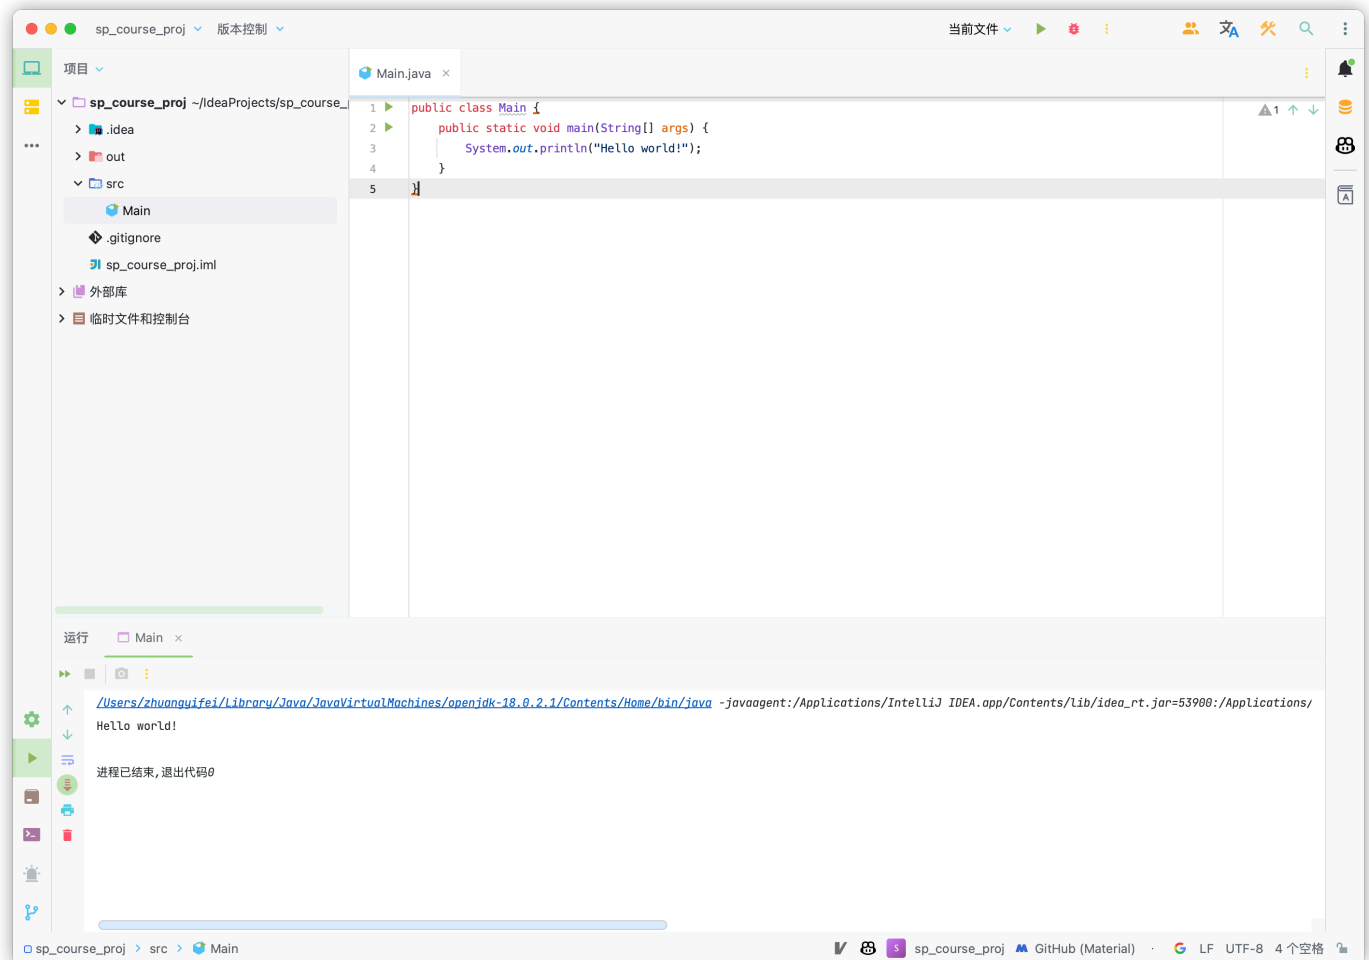 sp_course_proj 版本控制 当前文件
项目
Main.java
sp_course_proj ~/IdeaProjects/sp_course_
.idea
out
src
Main
.gitignore
sp_course_proj.iml
外部库
临时文件和控制台
1 public class Main {
2 public static void main(String[] args) {
3 System.out.println("Hello world!");
4 }
5 }
1
运行 Main
/Users/zhuangyifei/Library/Java/JavaVirtualMachines/openjdk-18.0.2.1/Contents/Home/bin/java -javaagent:/Applications/IntelliJ IDEA.app/Contents/lib/idea_rt.jar=53900:/Applications/
Hello world!
进程已结束,退出代码0
sp_course_proj > src > Main
S sp_course_proj GitHub (Material) · LF UTF-8 4 个空格